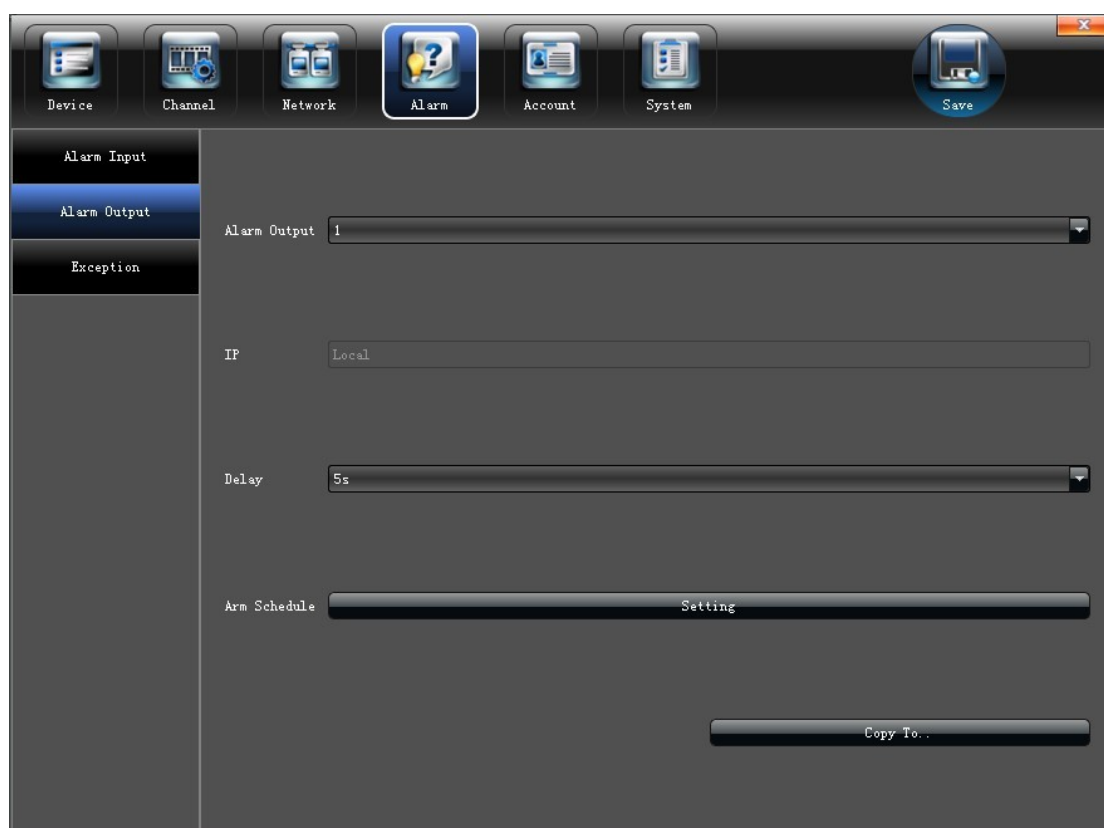 Device
Channel
Network
Alarm
Account
System
Save
Alarm Input
Alarm Output
Exception
Alarm Output 1
IP Local
Delay 5s
Arm Schedule Setting
Copy To..